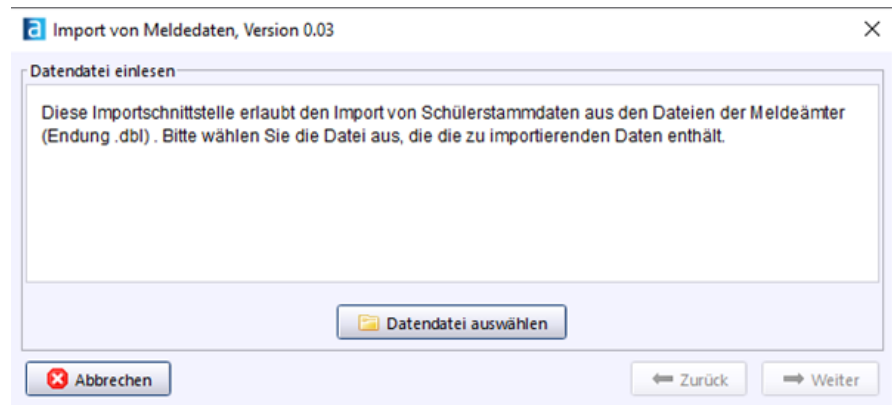 Import von Meldedaten, Version 0.03
Datendatei einlesen
Diese Importschnittstelle erlaubt den Import von Schülerstammdaten aus den Dateien der Meldeämter
(Endung .dbl) . Bitte wählen Sie die Datei aus, die die zu importierenden Daten enthält.
Datendatei auswählen
Abbrechen
Zurück
Weiter